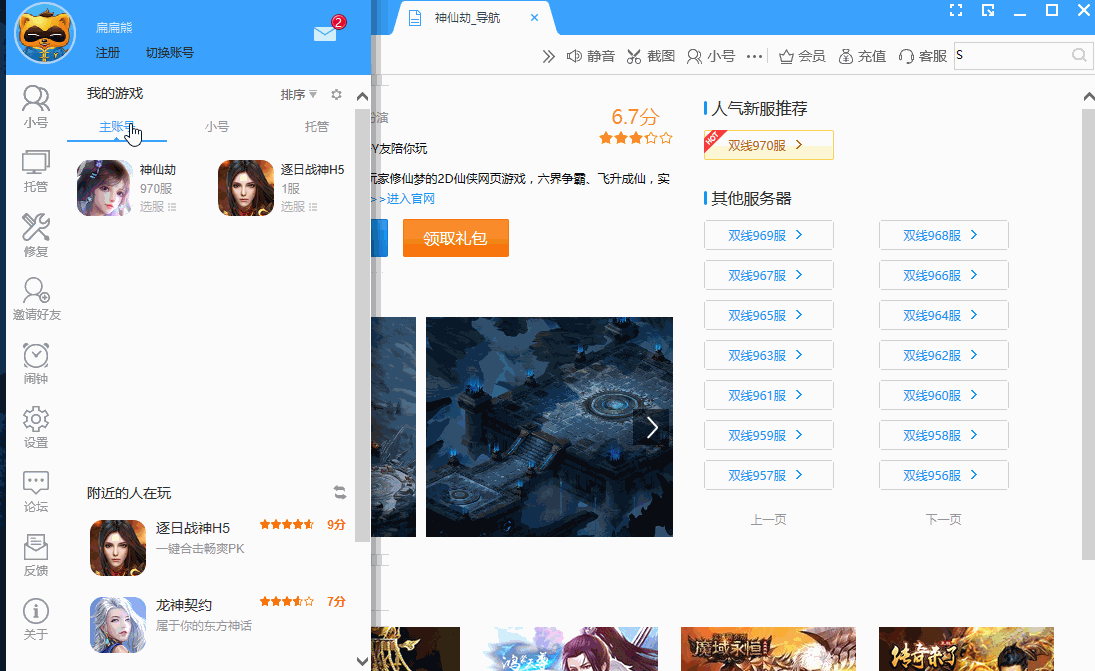 扁扁熊
注册 切换账号
2
神仙劫_导航
静音 截图 小号 会员 充值 客服 S
小号
托管
修复
邀请好友
闹钟
设置
论坛
反馈
关于
我的游戏 排序
主账号 小号 托管
神仙劫
970服
选服
逐日战神H5
1服
选服
附近的人在玩
逐日战神H5 9分
一键合击畅爽PK
龙神契约 7分
属于你的东方神话
扮演
6.7分
YY友陪你玩
玩家修仙梦的2D仙侠网页游戏，六界争霸、飞升成仙，实
>>进入官网
领取礼包
人气新服推荐
HOT 双线970服
其他服务器
双线969服 双线968服
双线967服 双线966服
双线965服 双线964服
双线963服 双线962服
双线961服 双线960服
双线959服 双线958服
双线957服 双线956服
上一页 下一页
魔域永恒
传奇来了